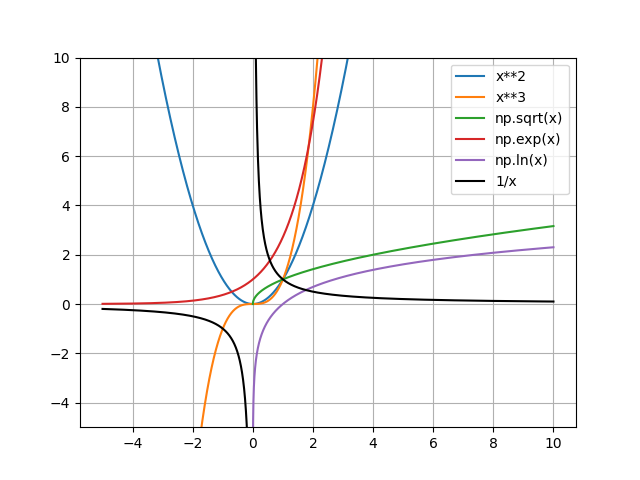 10
8
6
4
2
0
−2
−4
−4 −2 0 2 4 6 8 10
x**2
x**3
np.sqrt(x)
np.exp(x)
np.ln(x)
1/x